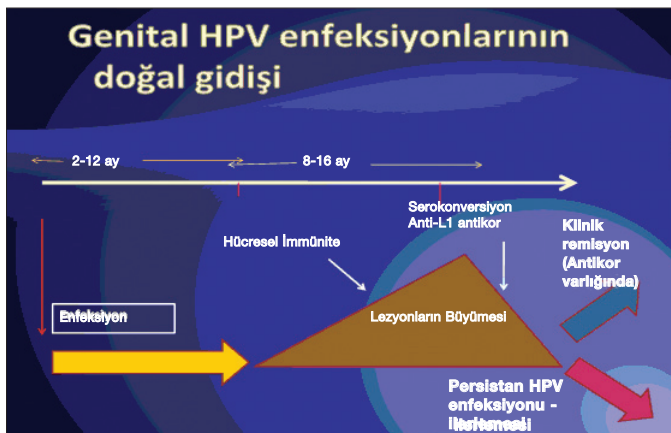 Genital HPV enfeksiyonlarının
doğal gidişi
2-12 ay
8-16 ay
Serokonversiyon
Anti-L1 antikor
Hücresel İmmünite
Klinik
remisyon
(Antikor
varlığında)
Enfeksiyon
Lezyonların Büyümesi
Persistan HPV
enfeksiyonu -
ilerlemesi